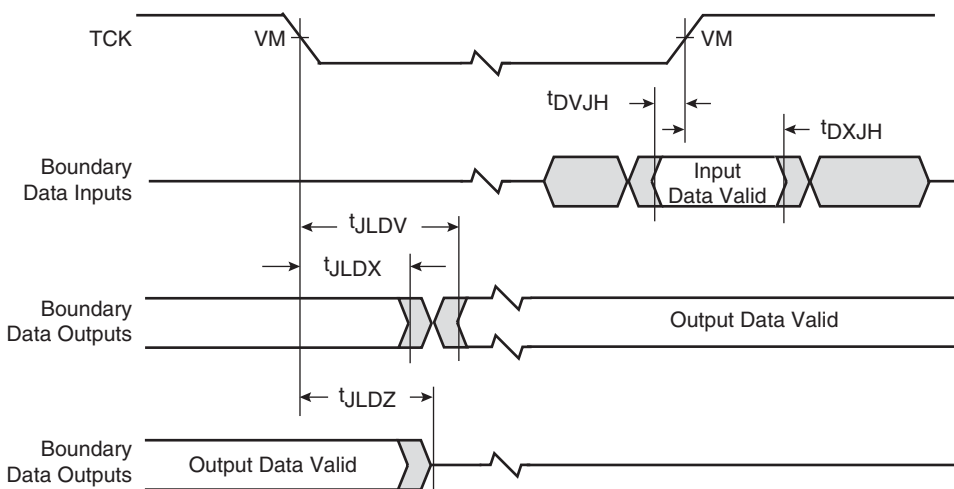 TCK
VM
VM
tDVJH
tDXJH
Boundary
Data Inputs
Input
Data Valid
tJLDV
tJLDX
Boundary
Data Outputs
Output Data Valid
tJLDZ
Boundary
Data Outputs
Output Data Valid